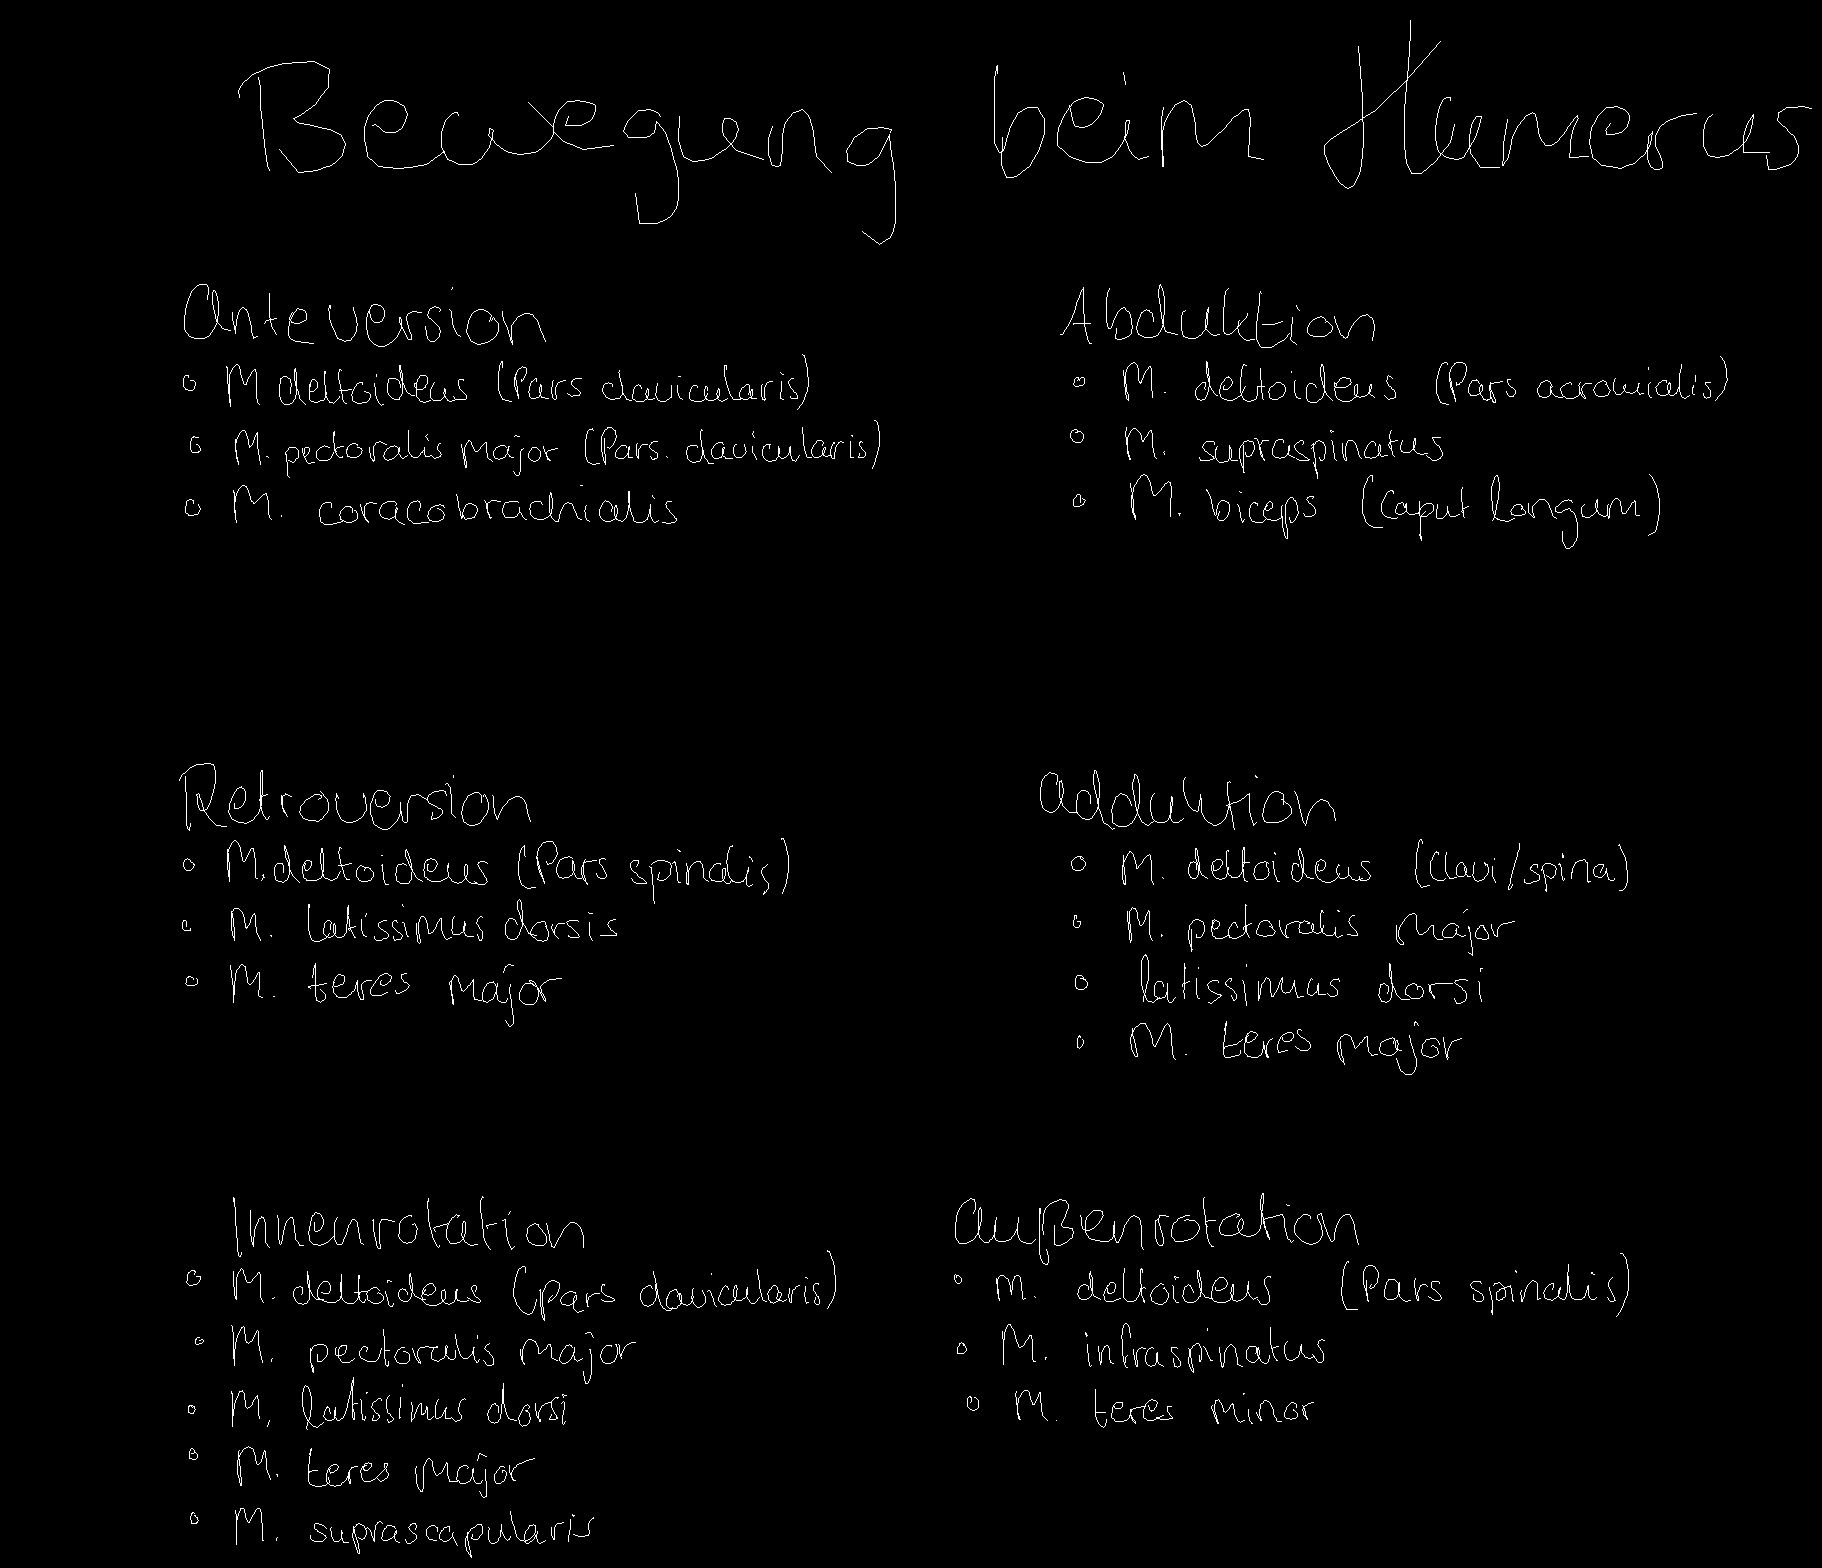 Bewegung beim Humerus
Anteversion
M deltoideus (Pars clavicularis)
M. pectoralis major (Pars. clavicularis)
M. coracobrachialis
Abduktion
M. deltoideus (Pars acromialis)
M. supraspinatus
M. biceps (Caput longum)
Retroversion
M. deltoideus (Pars spinalis)
M. latissimus dorsis
M. teres major
Adduktion
M. deltoideus (Clavi/spina)
M. pectoralis major
latissimus dorsi
M. teres major
Innenrotation
M. deltoideus (pars clavicularis)
M. pectoralis major
M. latissimus dorsi
M. teres major
M. suprascapularis
Außenrotation
M. deltoideus (Pars spinalis)
M. infraspinatus
M. teres minor